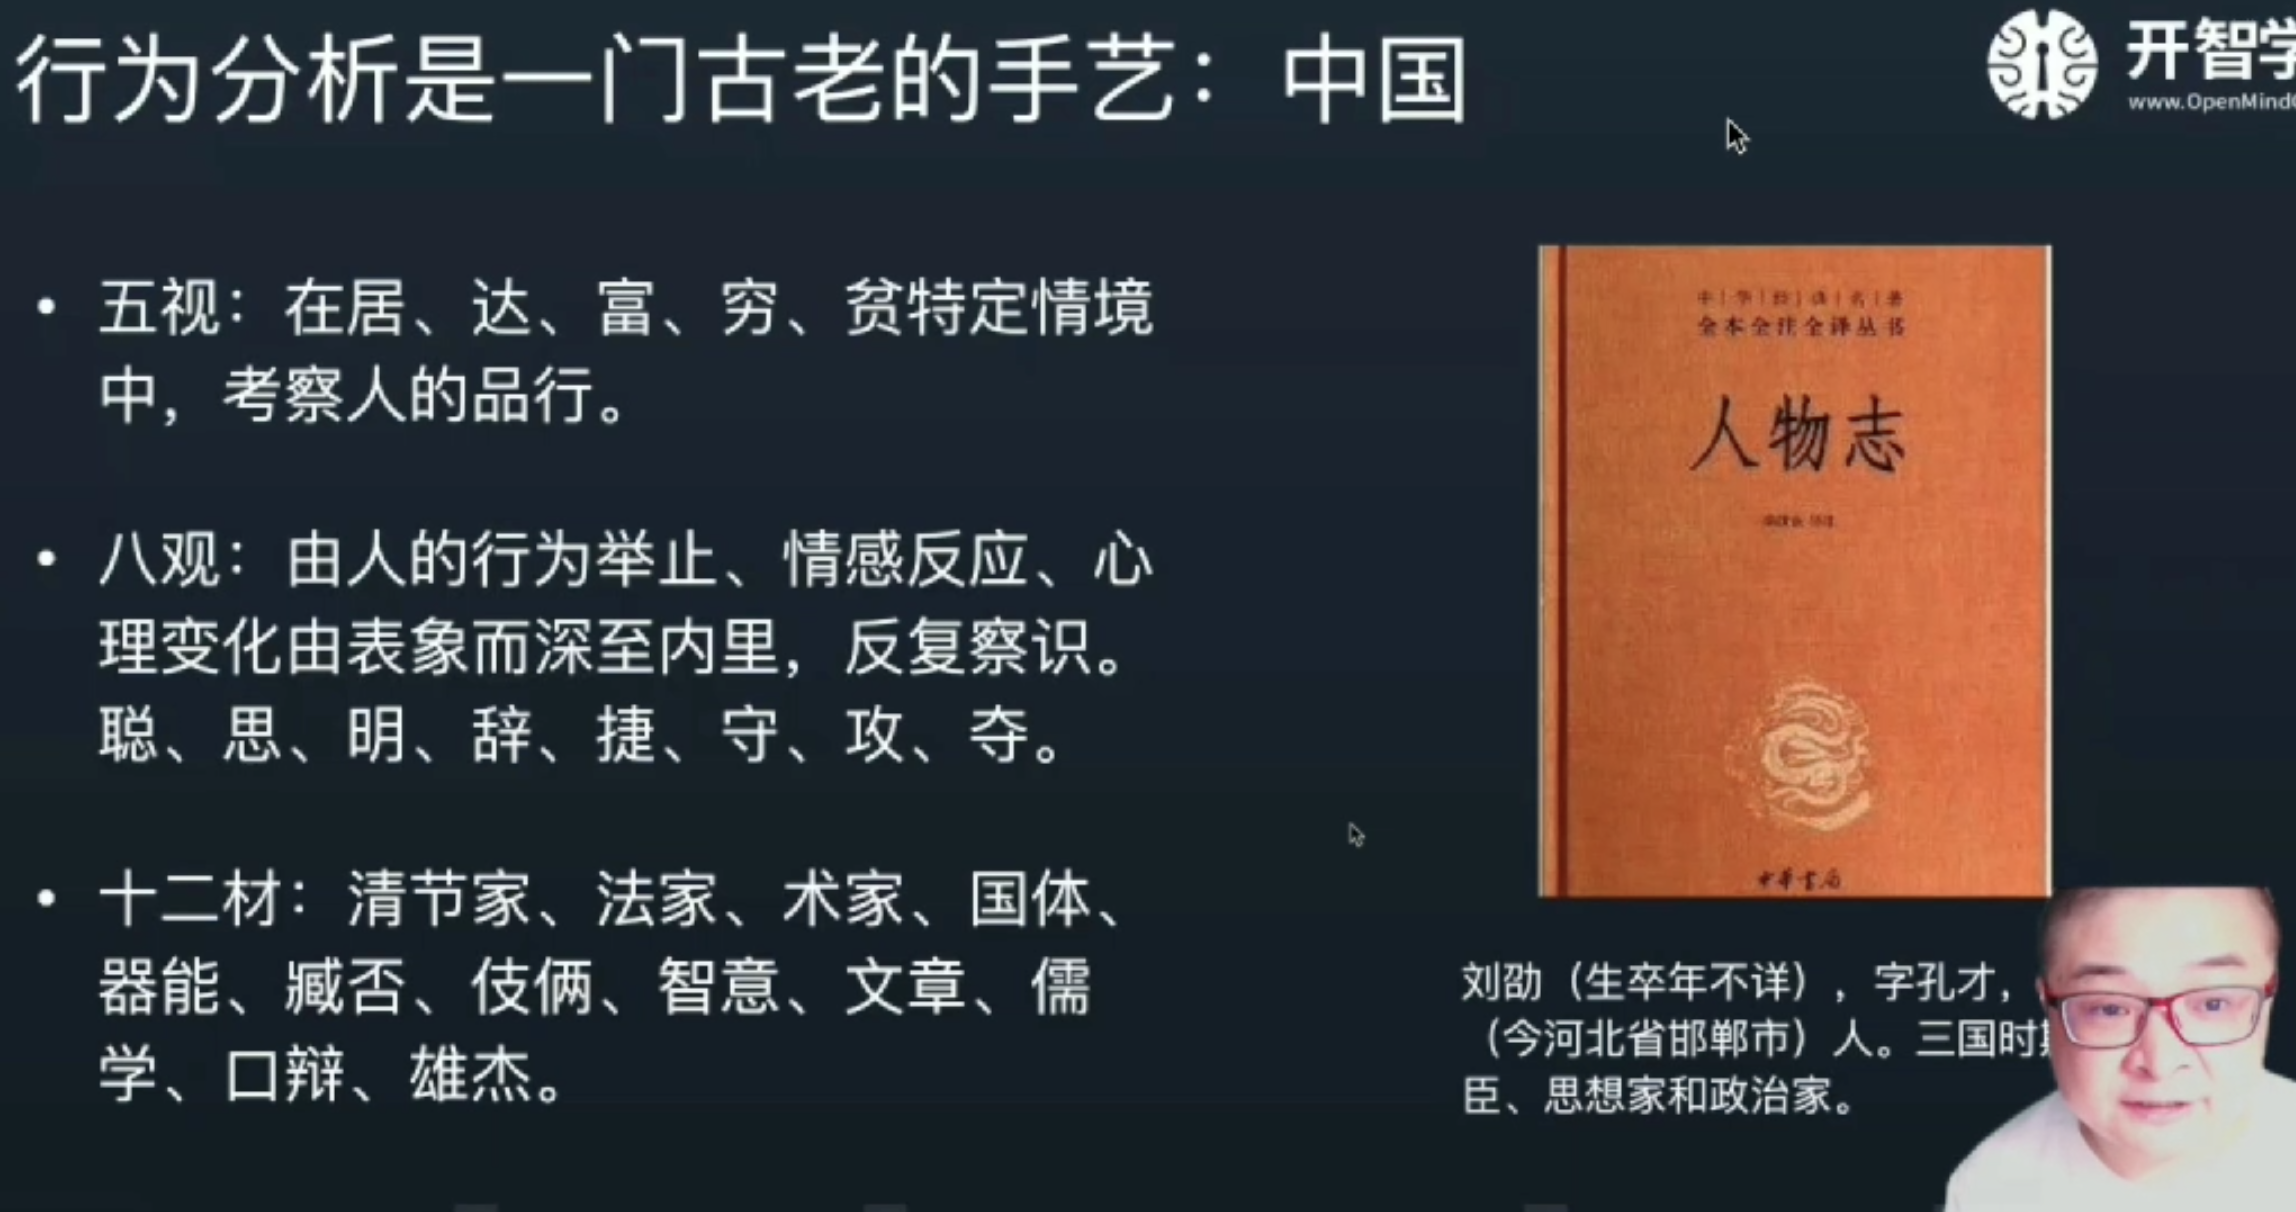 行为分析是一门古老的手艺：中国
开智学
www.OpenMind
• 五视：在居、达、富、穷、贫特定情境
中，考察人的品行。
• 八观：由人的行为举止、情感反应、心
理变化由表象而深至内里，反复察识。
聪、思、明、辞、捷、守、攻、夺。
• 十二材：清节家、法家、术家、国体、
器能、臧否、伎俩、智意、文章、儒
学、口辩、雄杰。
中华经典名著
全本全注全译丛书
人物志
中華書局
刘劭（生卒年不详），字孔才，
（今河北省邯郸市）人。三国时
臣、思想家和政治家。